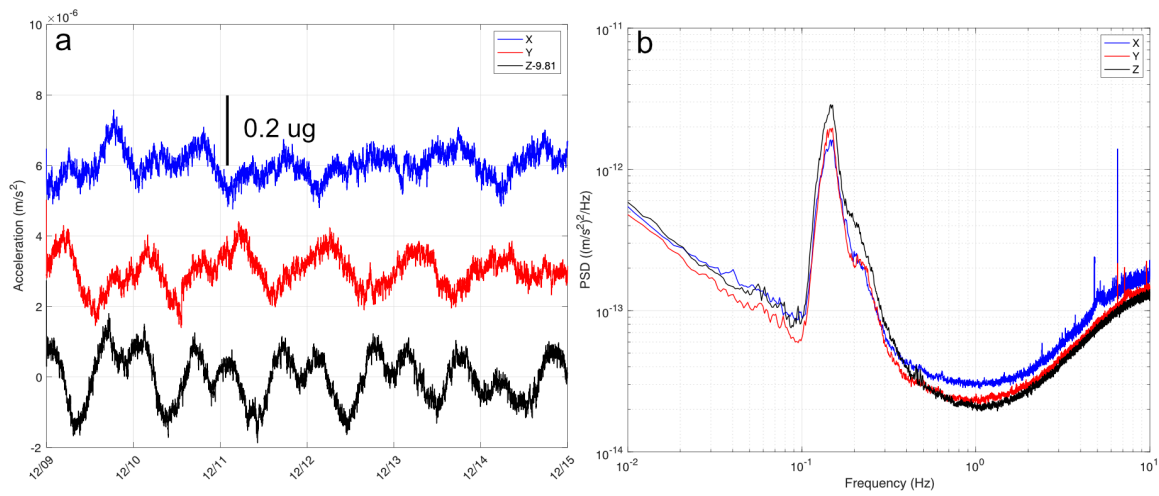 a
×10⁻⁶
10
8
6
4
2
0
-2
Acceleration (m/s²)
X
Y
Z-9.81
0.2 ug
12/09
12/10
12/11
12/12
12/13
12/14
12/15
b
10⁻¹¹
10⁻¹²
10⁻¹³
10⁻¹⁴
PSD ((m/s²)²/Hz)
X
Y
Z
10⁻²
10⁻¹
10⁰
10¹
Frequency (Hz)